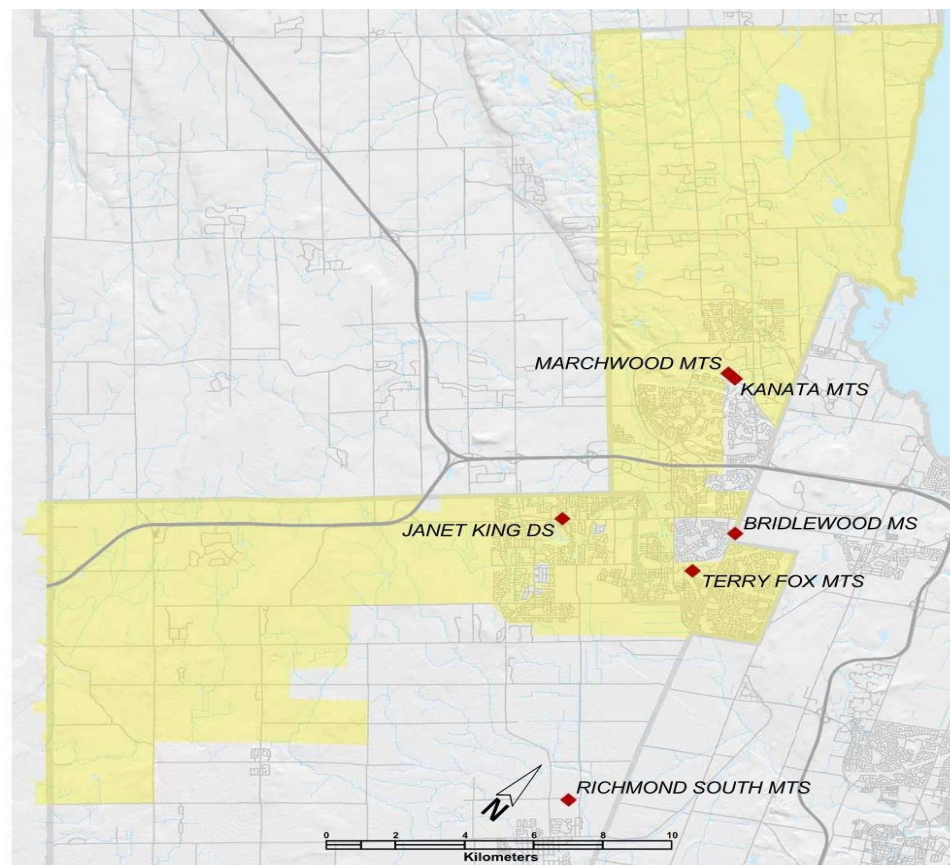 MARCHWOOD MTS
KANATA MTS
JANET KING DS
BRIDLEWOOD MS
TERRY FOX MTS
RICHMOND SOUTH MTS
N
0 2 4 6 8 10
Kilometers